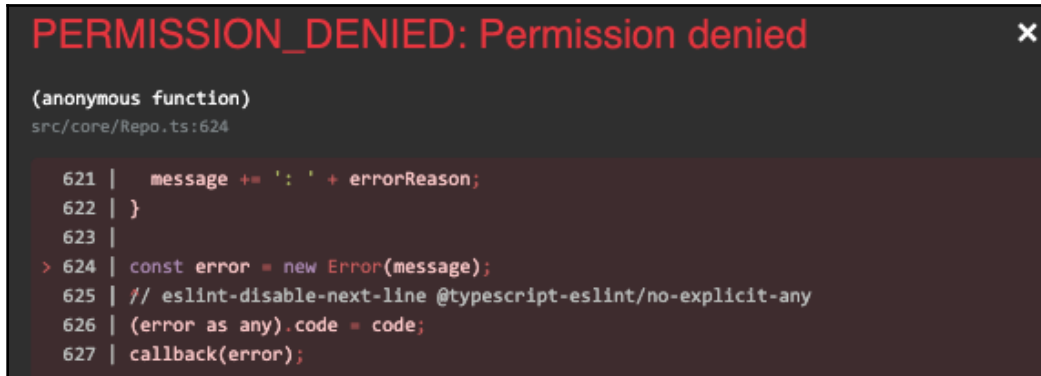 PERMISSION_DENIED: Permission denied ×
(anonymous function)
src/core/Repo.ts:624
621 |   message += ': ' + errorReason;
622 | }
623 |
> 624 | const error = new Error(message);
625 | // eslint-disable-next-line @typescript-eslint/no-explicit-any
626 | (error as any).code = code;
627 | callback(error);